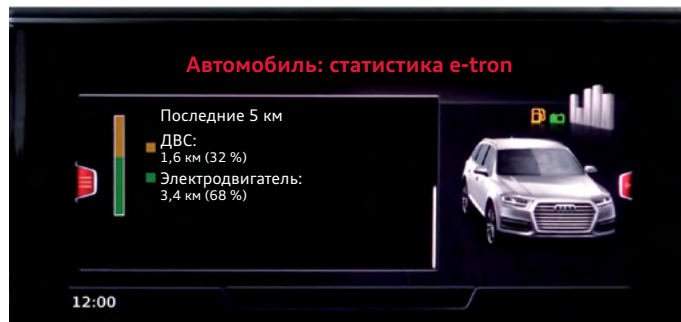 Автомобиль: статистика e-tron
Последние 5 км
ДВС:
1,6 км (32 %)
Электродвигатель:
3,4 км (68 %)
12:00